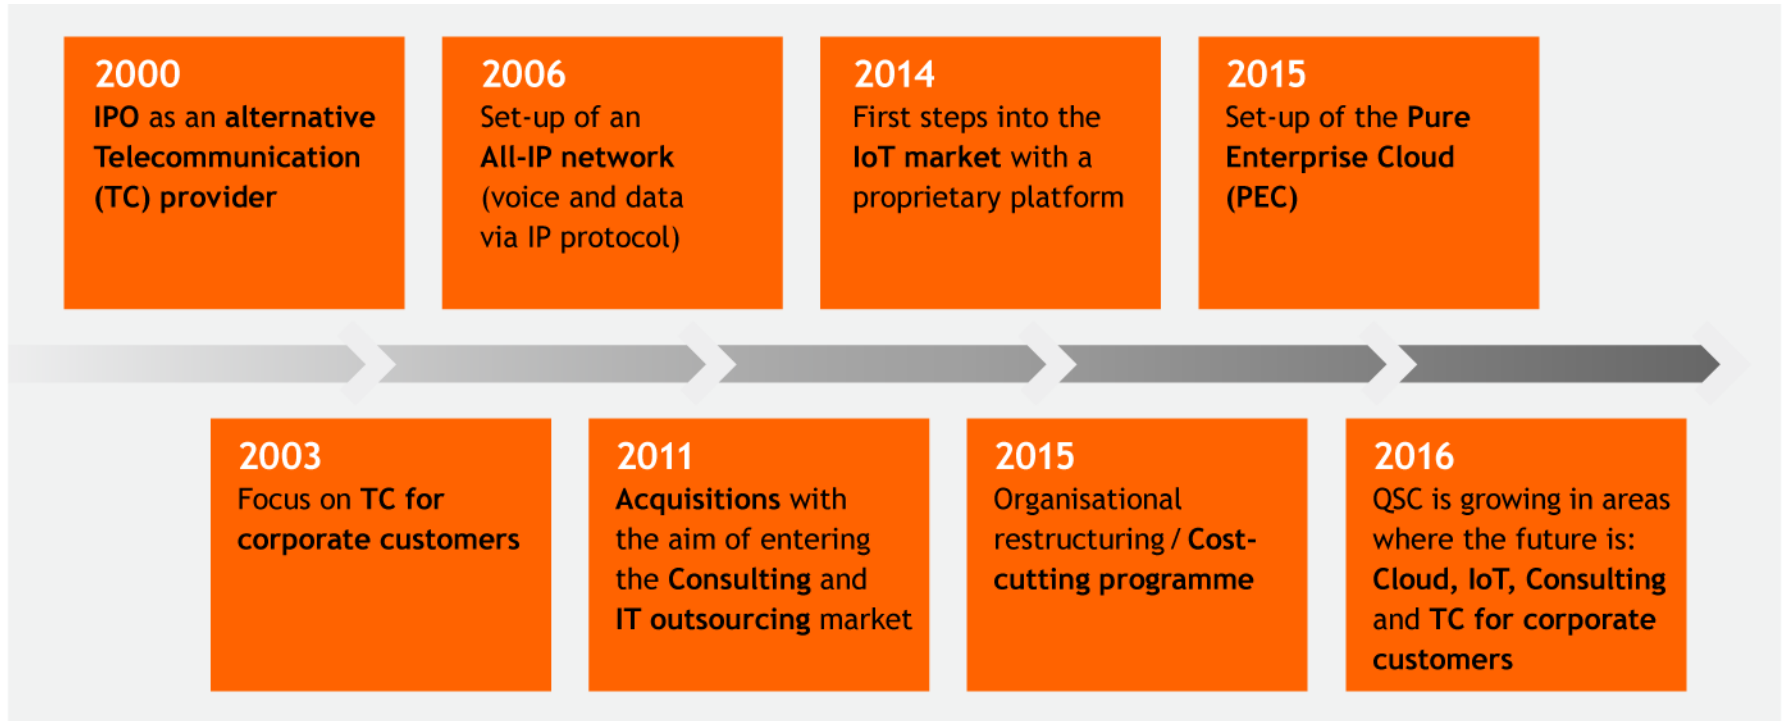 2000
IPO as an alternative
Telecommunication
(TC) provider
2006
Set-up of an
All-IP network
(voice and data
via IP protocol)
2014
First steps into the
IoT market with a
proprietary platform
2015
Set-up of the Pure
Enterprise Cloud
(PEC)
2003
Focus on TC for
corporate customers
2011
Acquisitions with
the aim of entering
the Consulting and
IT outsourcing market
2015
Organisational
restructuring / Cost-
cutting programme
2016
QSC is growing in areas
where the future is:
Cloud, IoT, Consulting
and TC for corporate
customers